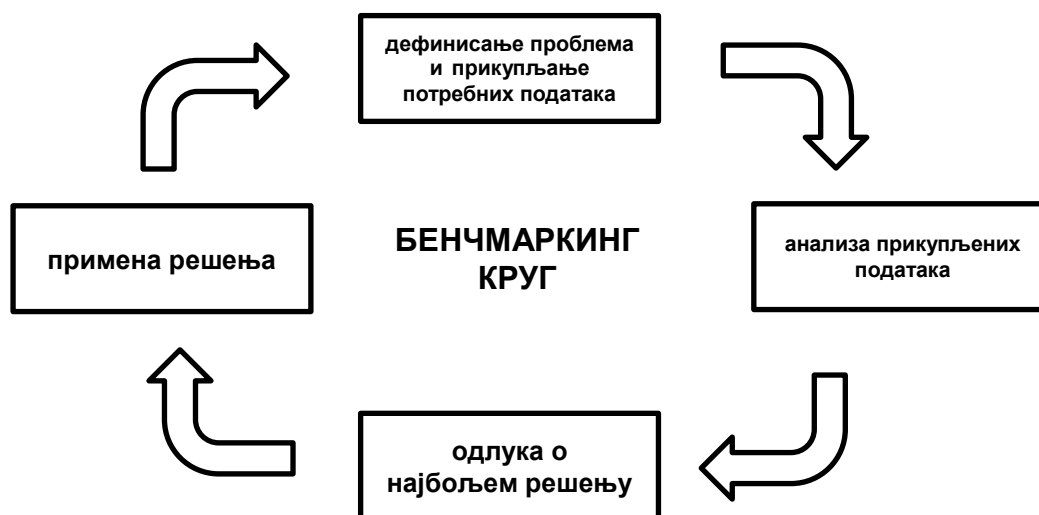 дефинисање проблема
и прикупљање
потребних података
примена решења
БЕНЧМАРКИНГ
КРУГ
анализа прикупљених
података
одлука о
најбољем решењу